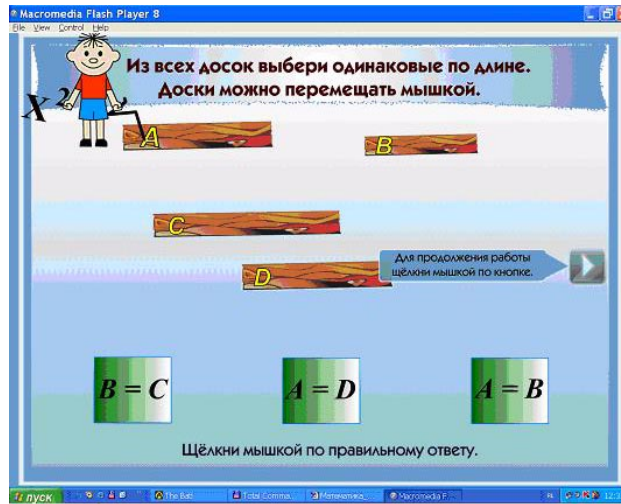 Macromedia Flash Player 8
File View Control Help
Из всех досок выбери одинаковые по длине.
Доски можно перемещать мышкой.
X 2
A
B
C
D
Для продолжения работы
щёлкни мышкой по кнопке.
B = C
A = D
A = B
Щёлкни мышкой по правильному ответу.
пуск The Bat! Total Comma... Математика_... Macromedia F...